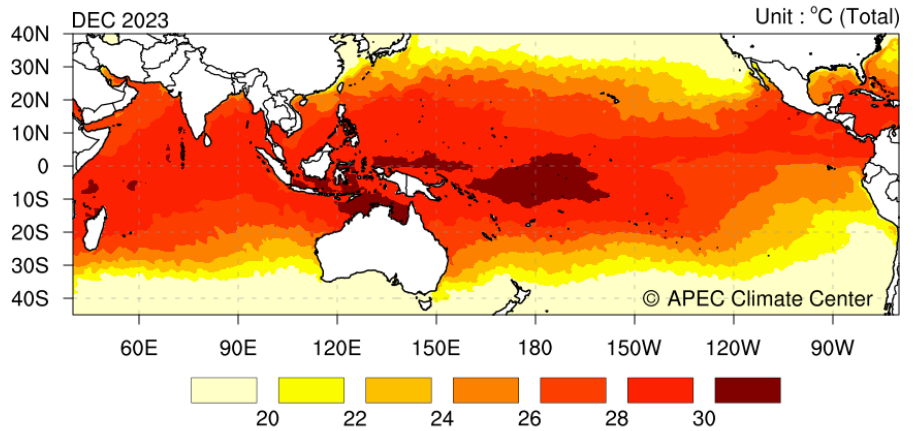 DEC 2023
Unit : °C (Total)
40N
30N
20N
10N
0
10S
20S
30S
40S
© APEC Climate Center
60E 90E 120E 150E 180 150W 120W 90W
20 22 24 26 28 30